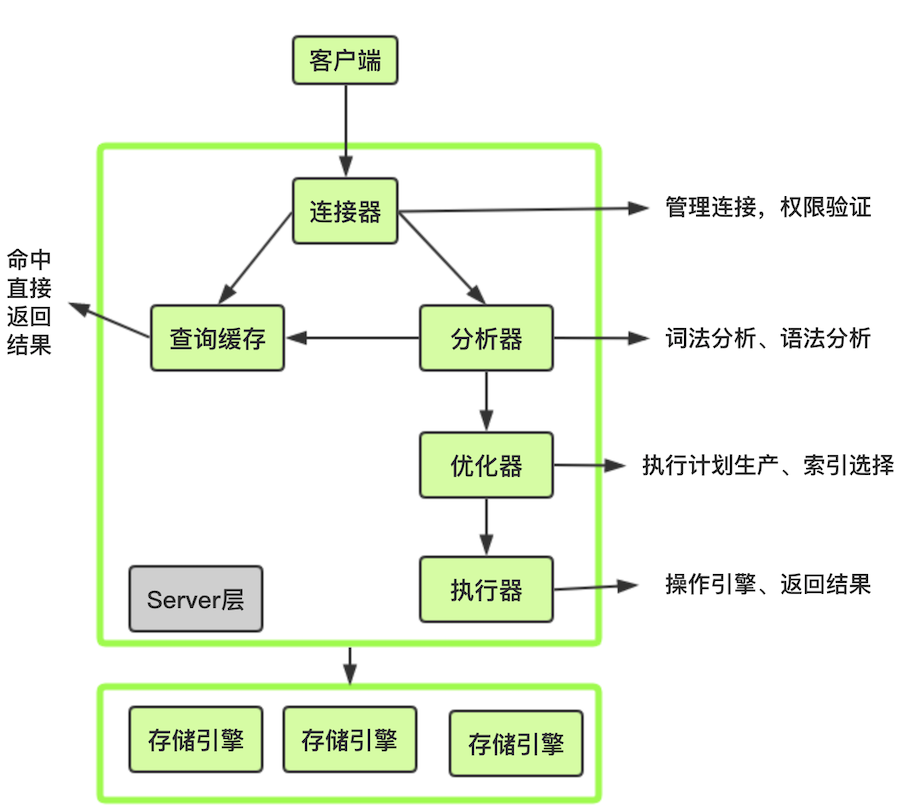 客户端
连接器
管理连接，权限验证
命中
直接
返回
结果
查询缓存
分析器
词法分析、语法分析
优化器
执行计划生产、索引选择
执行器
操作引擎、返回结果
Server层
存储引擎
存储引擎
存储引擎